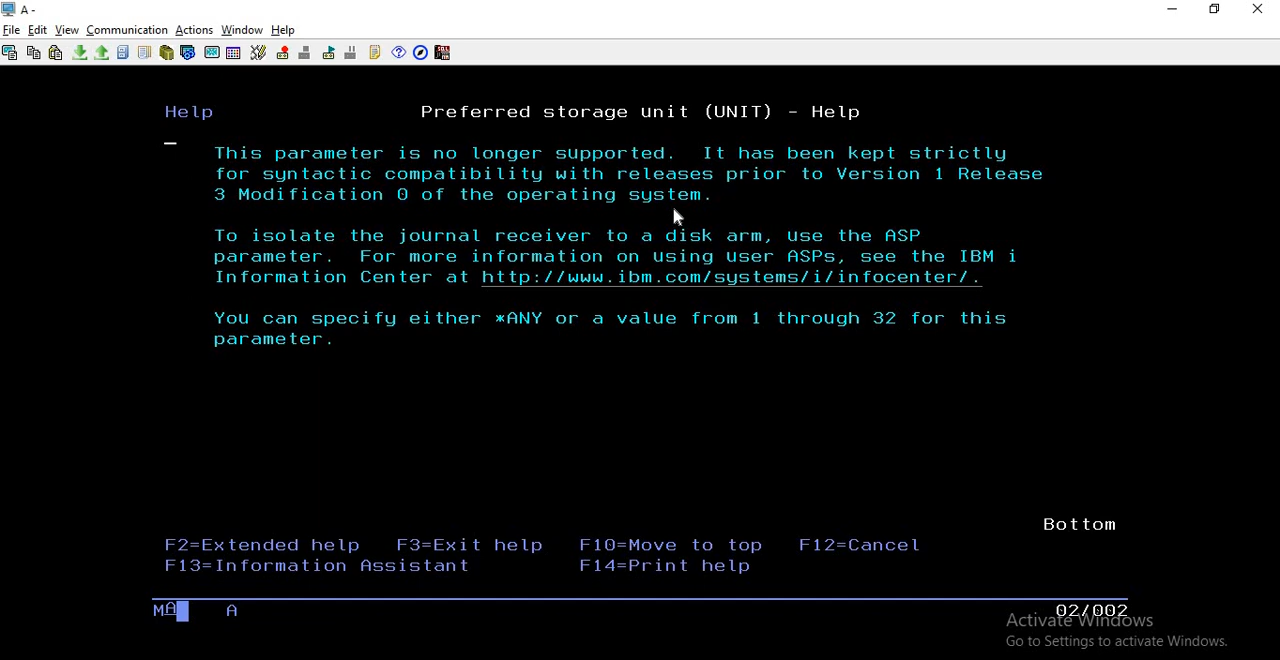 A -
File Edit View Communication Actions Window Help
Help Preferred storage unit (UNIT) - Help
This parameter is no longer supported. It has been kept strictly
for syntactic compatibility with releases prior to Version 1 Release
3 Modification 0 of the operating system.
To isolate the journal receiver to a disk arm, use the ASP
parameter. For more information on using user ASPs, see the IBM i
Information Center at http://www.ibm.com/systems/i/infocenter/.
You can specify either *ANY or a value from 1 through 32 for this
parameter.
Bottom
F2=Extended help F3=Exit help F10=Move to top F12=Cancel
F13=Information Assistant F14=Print help
MA A 02/002
Activate Windows
Go to Settings to activate Windows.